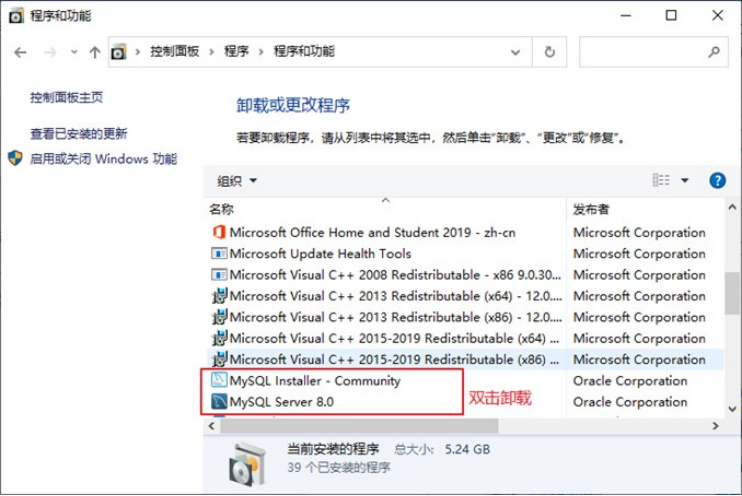 程序和功能
控制面板 › 程序 › 程序和功能
控制面板主页
查看已安装的更新
启用或关闭 Windows 功能
卸载或更改程序
若要卸载程序，请从列表中将其选中，然后单击“卸载”、“更改”或“修复”。
组织
名称 发布者
Microsoft Office Home and Student 2019 - zh-cn Microsoft Corporation
Microsoft Update Health Tools Microsoft Corporation
Microsoft Visual C++ 2008 Redistributable - x86 9.0.30... Microsoft Corporation
Microsoft Visual C++ 2013 Redistributable (x64) - 12.0.... Microsoft Corporation
Microsoft Visual C++ 2013 Redistributable (x86) - 12.0.... Microsoft Corporation
Microsoft Visual C++ 2015-2019 Redistributable (x64) ... Microsoft Corporation
Microsoft Visual C++ 2015-2019 Redistributable (x86) ... Microsoft Corporation
MySQL Installer - Community Oracle Corporation
MySQL Server 8.0 Oracle Corporation
双击卸载
当前安装的程序 总大小: 5.24 GB
39 个已安装的程序